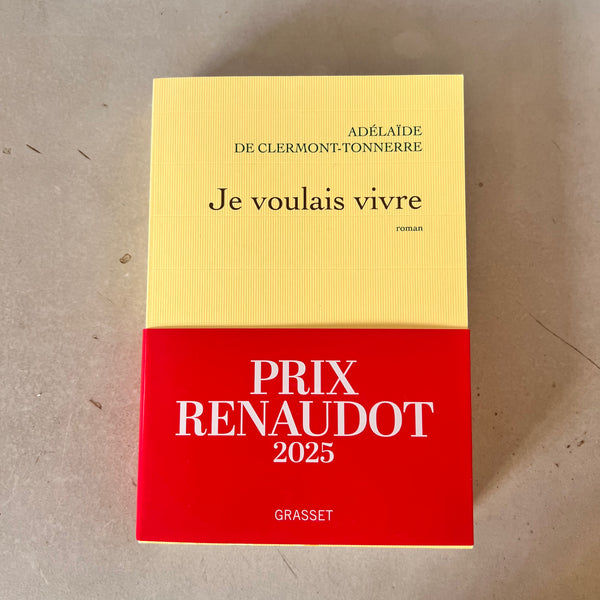 ADÉLAÏDE
DE CLERMONT-TONNERRE
Je voulais vivre
roman
PRIX
RENAUDOT
2025
GRASSET